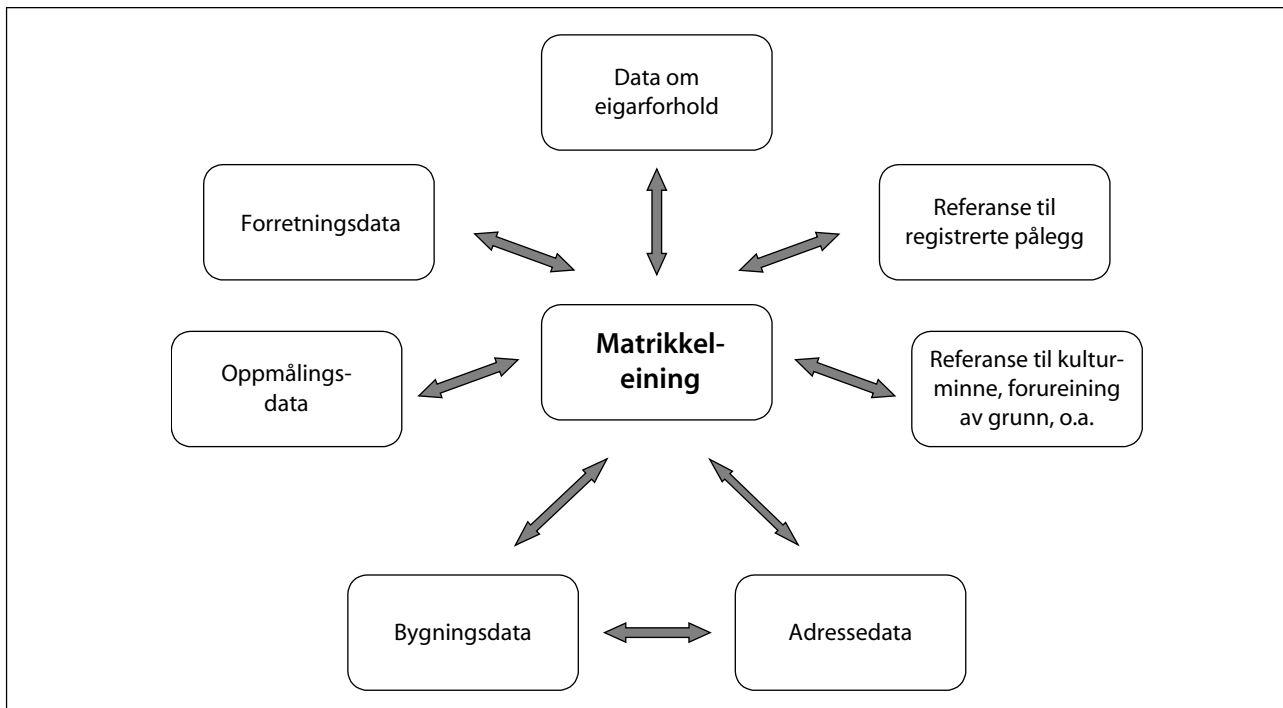 Data om
eigarforhold
Forretningsdata
Referanse til
registrerte pålegg
Matrikkel-
eining
Oppmålings-
data
Referanse til kultur-
minne, forureining
av grunn, o.a.
Bygningsdata
Adressedata